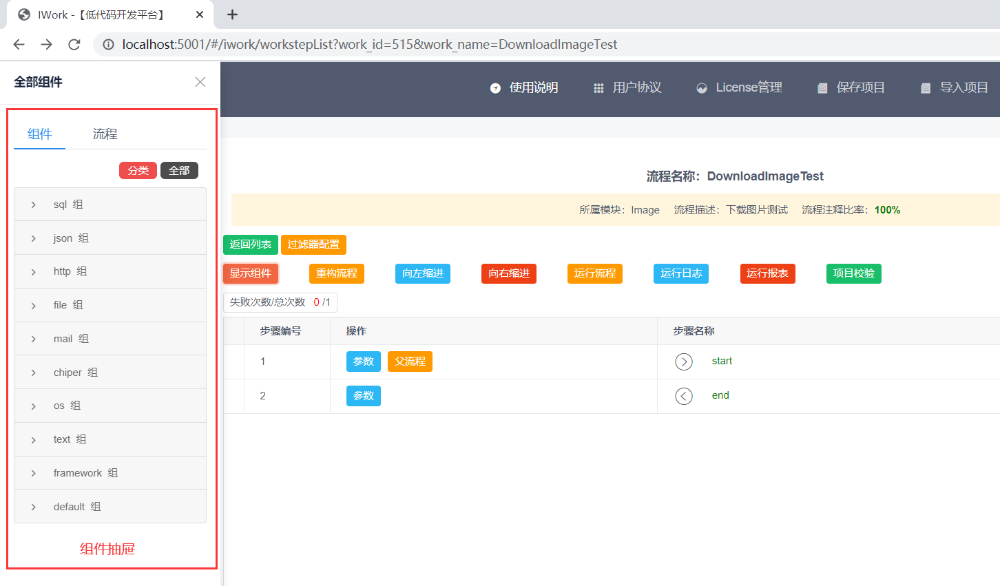 IWork -【低代码开发平台】
localhost:5001/#/iwork/workstepList?work_id=515&work_name=DownloadImageTest
全部组件
使用说明 用户协议 License管理 保存项目 导入项目
组件 流程
分类 全部
sql 组
json 组
http 组
file 组
mail 组
chiper 组
os 组
text 组
framework 组
default 组
组件抽屉
流程名称：DownloadImageTest
所属模块：Image 流程描述：下载图片测试 流程注释比率：100%
返回列表 过滤器配置
显示组件 重构流程 向左缩进 向右缩进 运行流程 运行日志 运行报表 项目校验
失败次数/总次数 0 /1
步骤编号 操作 步骤名称
1 参数 父流程 start
2 参数 end